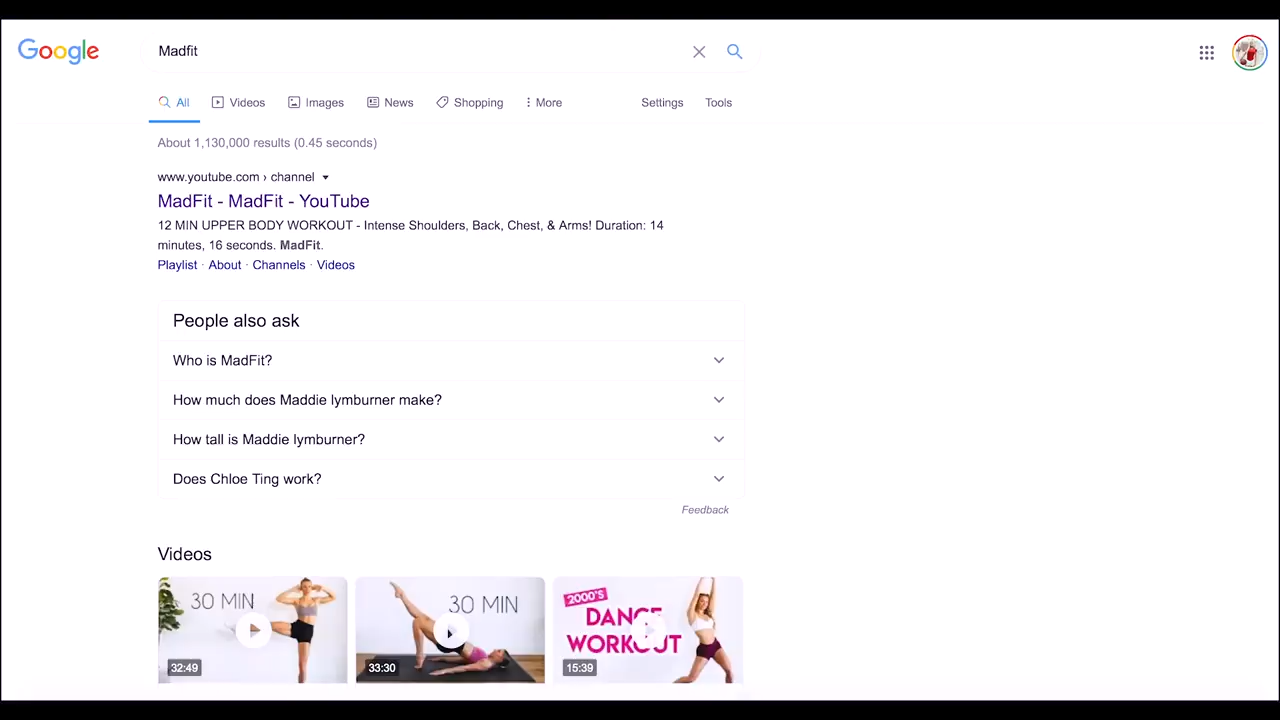 Google
Madfit
All Videos Images News Shopping More Settings Tools
About 1,130,000 results (0.45 seconds)
www.youtube.com › channel
MadFit - MadFit - YouTube
12 MIN UPPER BODY WORKOUT - Intense Shoulders, Back, Chest, & Arms! Duration: 14
minutes, 16 seconds. MadFit.
Playlist · About · Channels · Videos
People also ask
Who is MadFit?
How much does Maddie lymburner make?
How tall is Maddie lymburner?
Does Chloe Ting work?
Feedback
Videos
30 MIN
32:49
30 MIN
33:30
2000'S
DANCE
WORKOUT
15:39